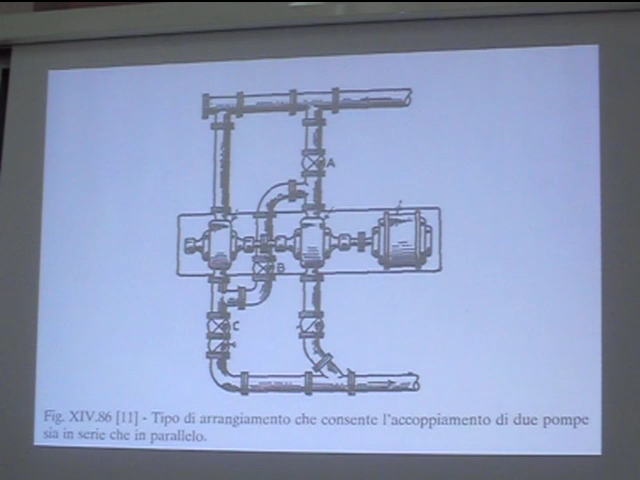 A
B
C
Fig. XIV.86 [11] - Tipo di arrangiamento che consente l'accoppiamento di due pompe
sia in serie che in parallelo.